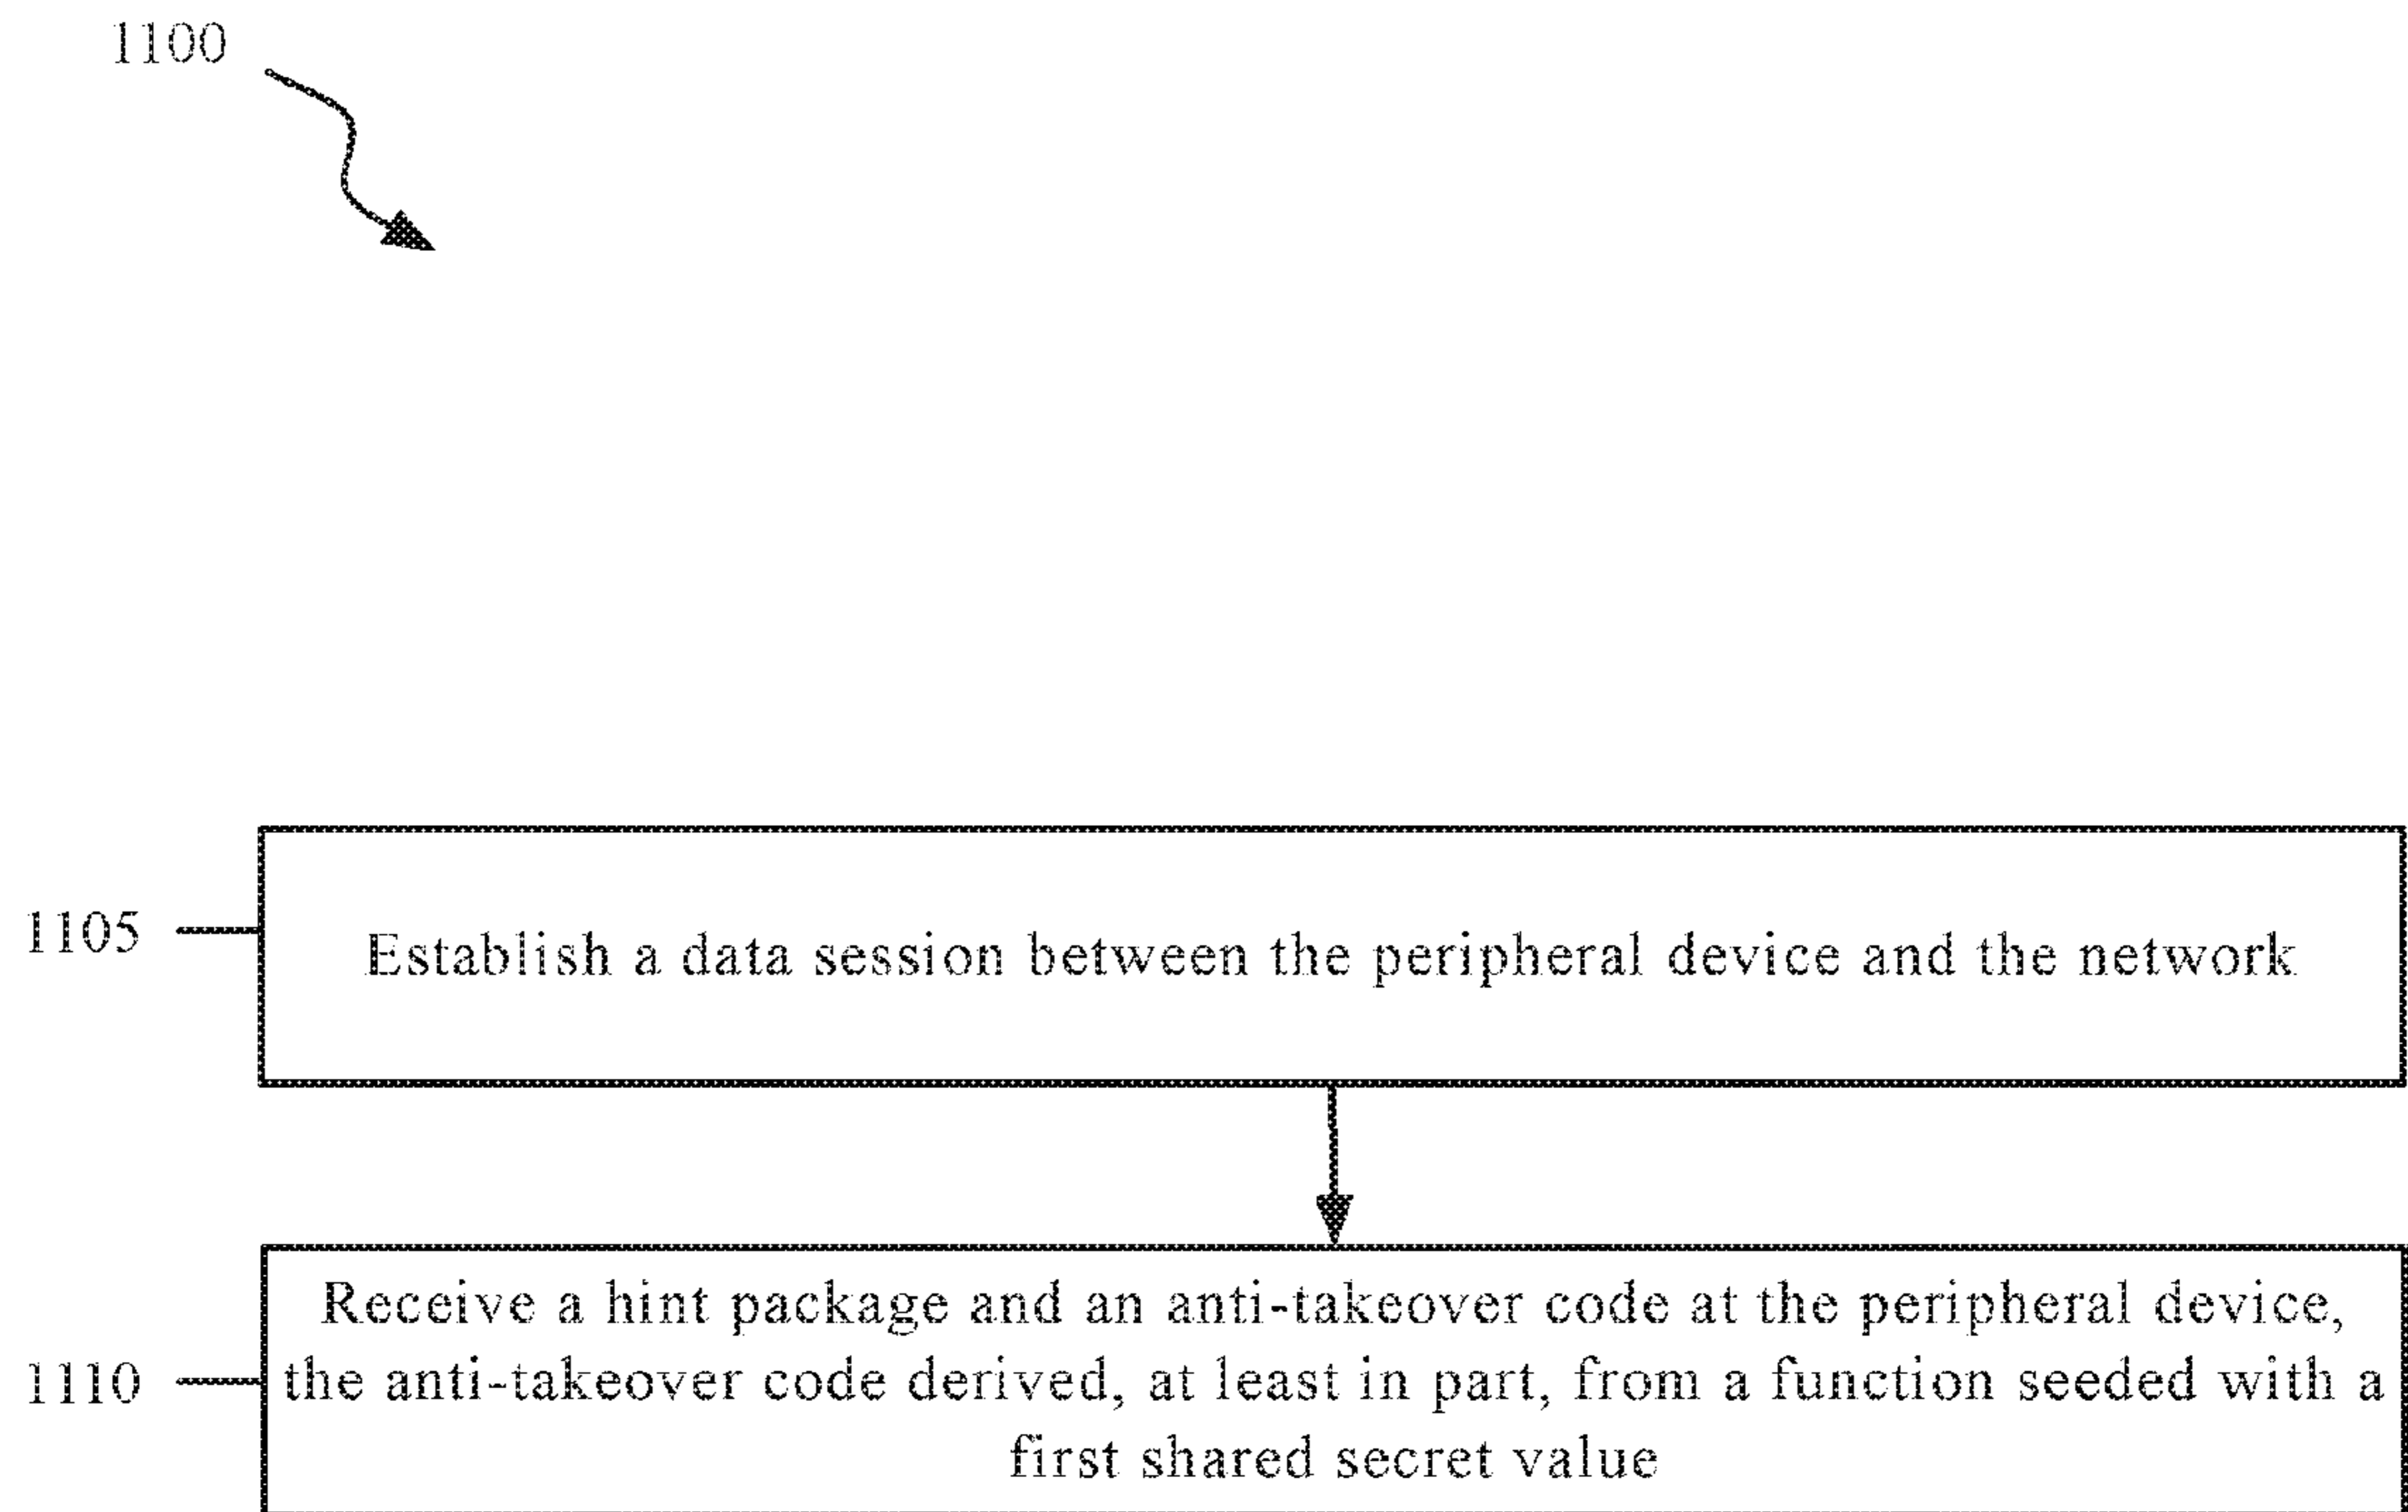 1100
1105
Establish a data session between the peripheral device and the network
1110
Receive a hint package and an anti-takeover code at the peripheral device,
the anti-takeover code derived, at least in part, from a function seeded with a
first shared secret value